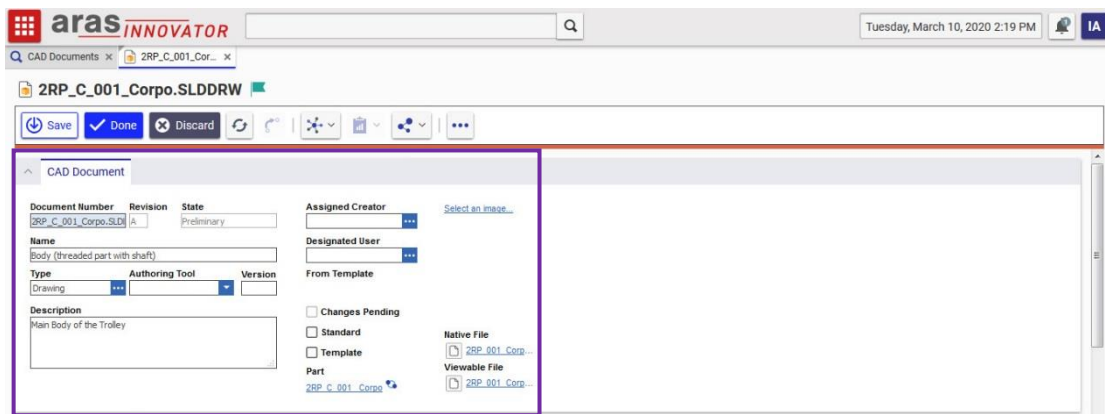 aras INNOVATOR
Tuesday, March 10, 2020 2:19 PM
IA
CAD Documents × 2RP_C_001_Cor... ×
2RP_C_001_Corpo.SLDDRW
Save Done Discard
CAD Document
Document Number Revision State
2RP_C_001_Corpo.SLDI A Preliminary
Name
Body (threaded part with shaft)
Type Authoring Tool Version
Drawing
Description
Main Body of the Trolley
Assigned Creator
Designated User
From Template
Changes Pending
Standard
Template
Part
2RP_C_001_ Corpo
Select an image...
Native File
2RP_001_Corp...
Viewable File
2RP_001_Corp...